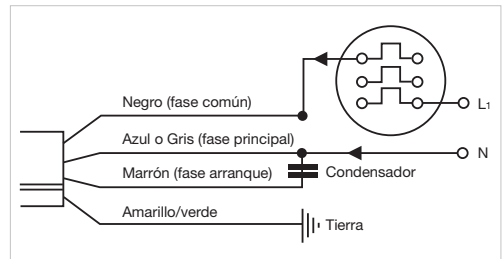 Negro (fase común)
L1
Azul o Gris (fase principal)
N
Marrón (fase arranque)
Condensador
Amarillo/verde
Tierra